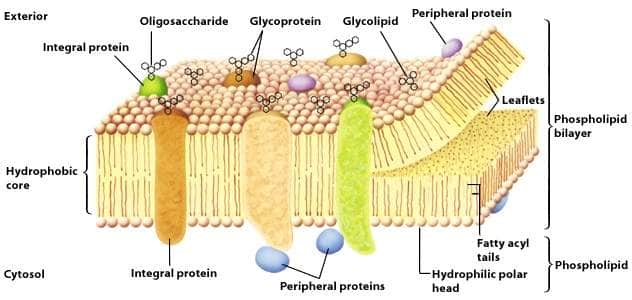 Exterior
Oligosaccharide
Glycoprotein
Glycolipid
Peripheral protein
Integral protein
Leaflets
Phospholipid
bilayer
Hydrophobic
core
Fatty acyl
tails
Cytosol
Integral protein
Peripheral proteins
Hydrophilic polar
head
Phospholipid